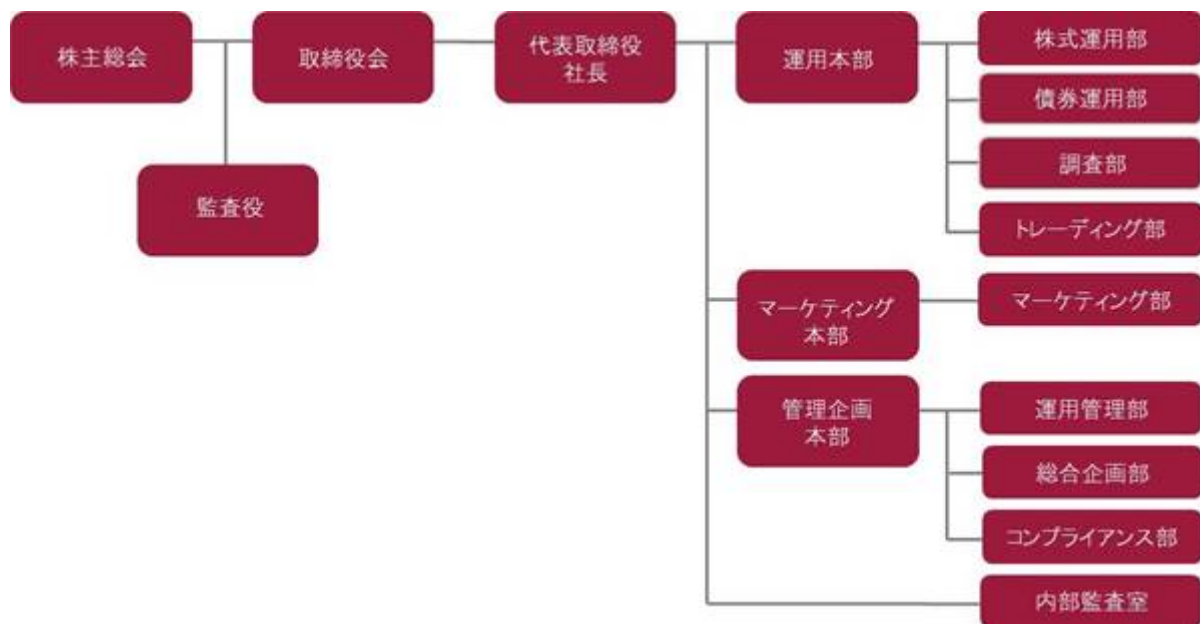 株主総会
取締役会
代表取締役
社長
監査役
運用本部
株式運用部
債券運用部
調査部
トレーディング部
マーケティング
本部
マーケティング部
管理企画
本部
運用管理部
総合企画部
コンプライアンス部
内部監査室